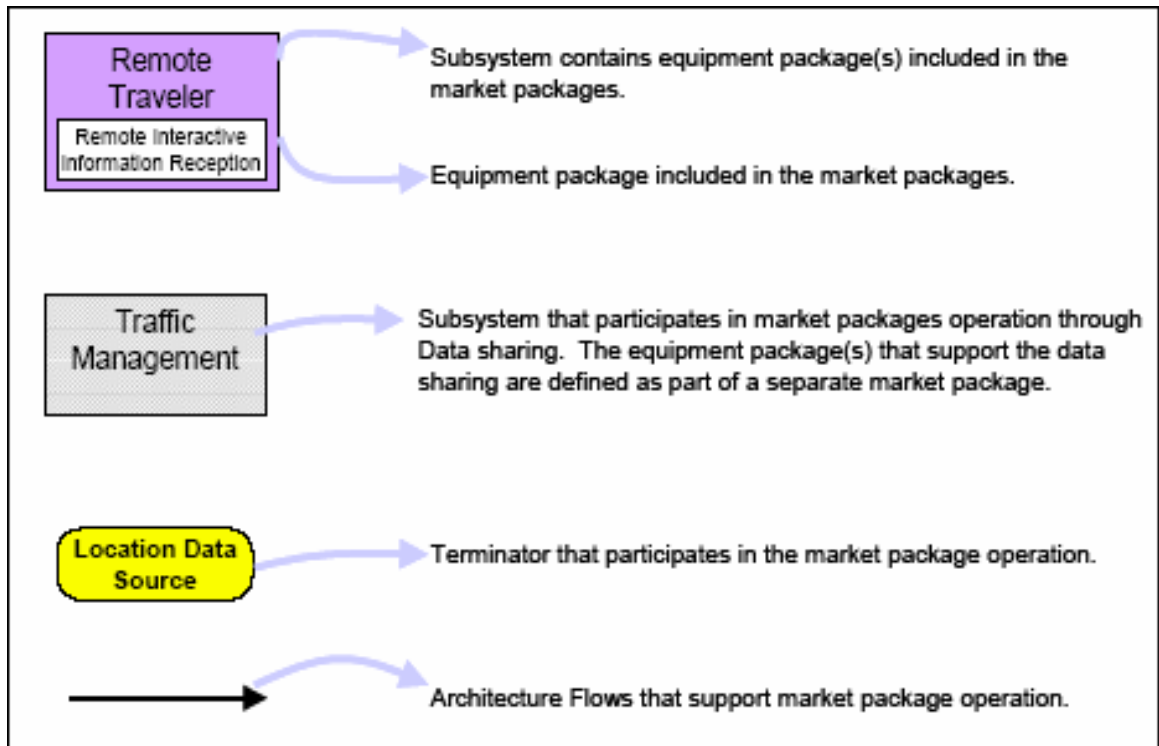 Remote
Traveler
Remote Interactive
Information Reception
Subsystem contains equipment package(s) included in the
market packages.
Equipment package included in the market packages.
Traffic
Management
Subsystem that participates in market packages operation through
Data sharing. The equipment package(s) that support the data
sharing are defined as part of a separate market package.
Location Data
Source
Terminator that participates in the market package operation.
Architecture Flows that support market package operation.